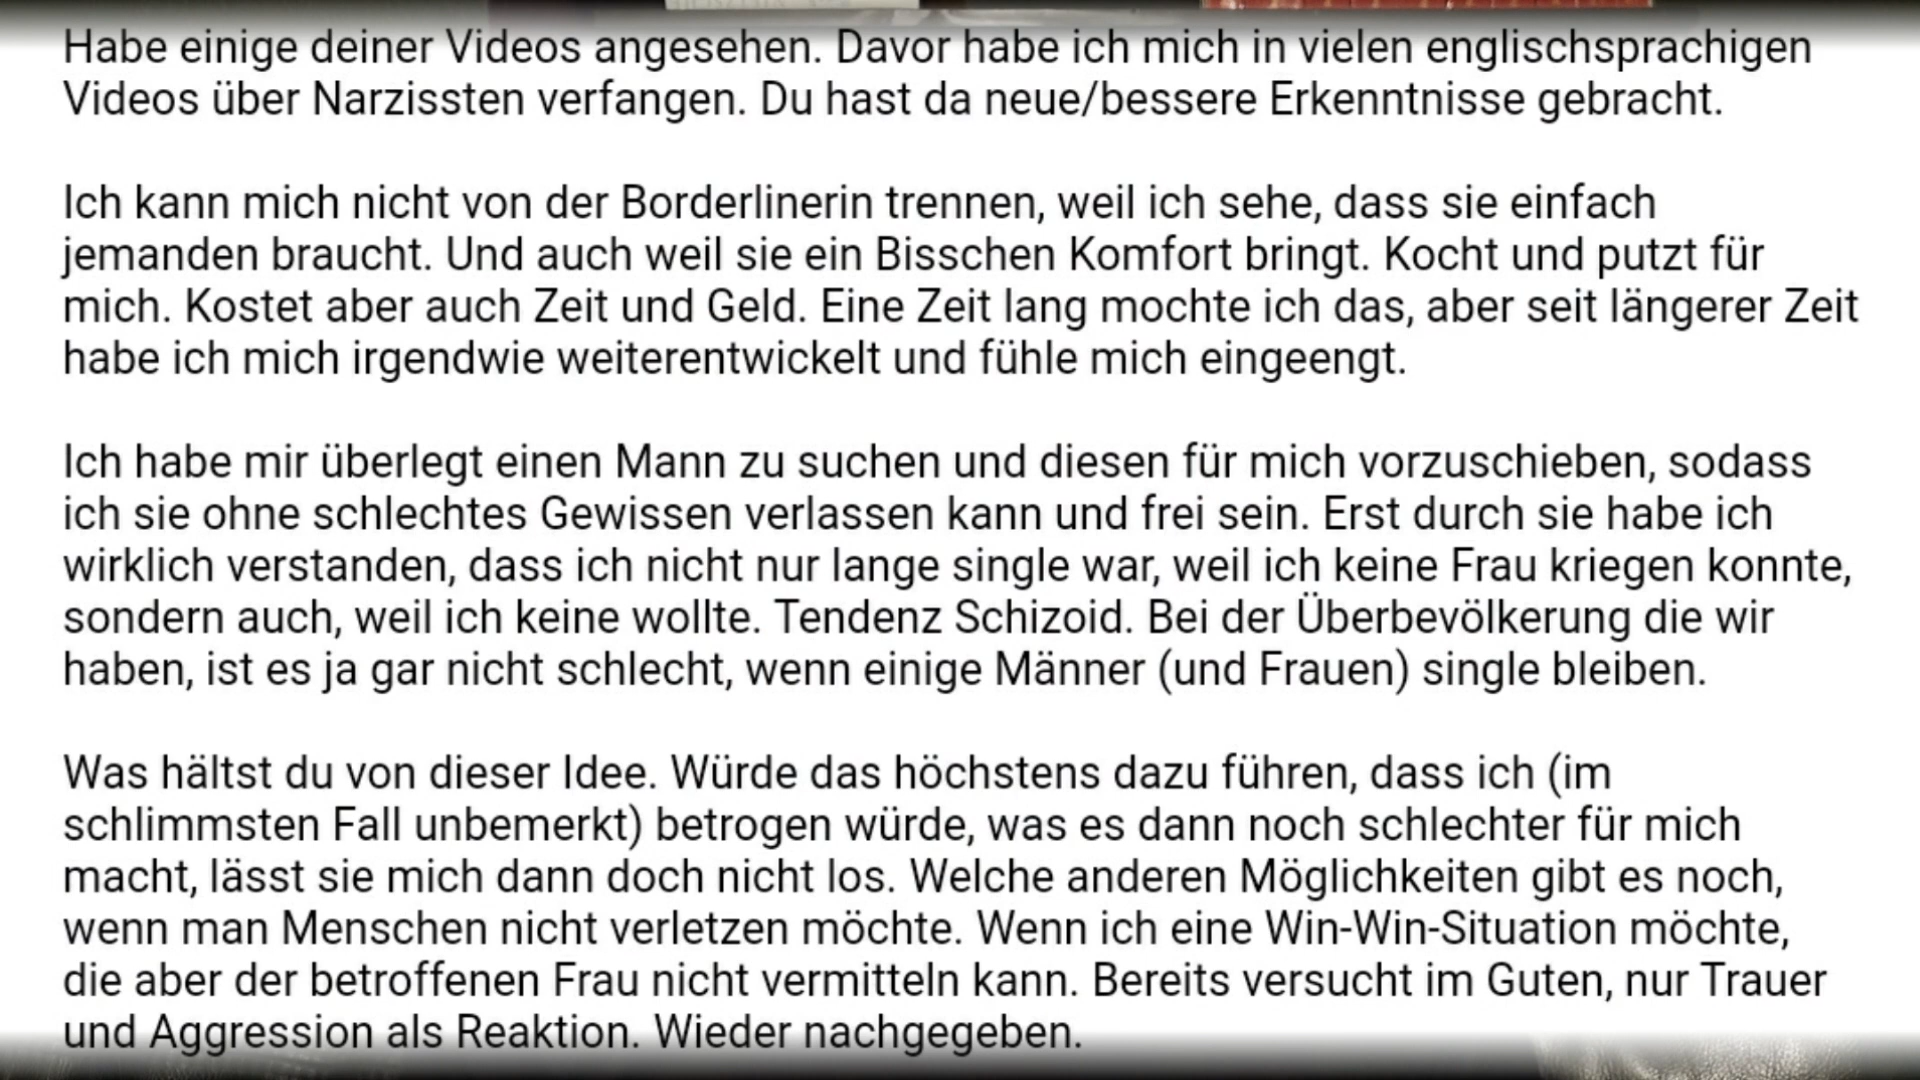 Habe einige deiner Videos angesehen. Davor habe ich mich in vielen englischsprachigen
Videos über Narzissten verfangen. Du hast da neue/bessere Erkenntnisse gebracht.
Ich kann mich nicht von der Borderlinerin trennen, weil ich sehe, dass sie einfach
jemanden braucht. Und auch weil sie ein Bisschen Komfort bringt. Kocht und putzt für
mich. Kostet aber auch Zeit und Geld. Eine Zeit lang mochte ich das, aber seit längerer Zeit
habe ich mich irgendwie weiterentwickelt und fühle mich eingeengt.
Ich habe mir überlegt einen Mann zu suchen und diesen für mich vorzuschieben, sodass
ich sie ohne schlechtes Gewissen verlassen kann und frei sein. Erst durch sie habe ich
wirklich verstanden, dass ich nicht nur lange single war, weil ich keine Frau kriegen konnte,
sondern auch, weil ich keine wollte. Tendenz Schizoid. Bei der Überbevölkerung die wir
haben, ist es ja gar nicht schlecht, wenn einige Männer (und Frauen) single bleiben.
Was hältst du von dieser Idee. Würde das höchstens dazu führen, dass ich (im
schlimmsten Fall unbemerkt) betrogen würde, was es dann noch schlechter für mich
macht, lässt sie mich dann doch nicht los. Welche anderen Möglichkeiten gibt es noch,
wenn man Menschen nicht verletzen möchte. Wenn ich eine Win-Win-Situation möchte,
die aber der betroffenen Frau nicht vermitteln kann. Bereits versucht im Guten, nur Trauer
und Aggression als Reaktion. Wieder nachgegeben.